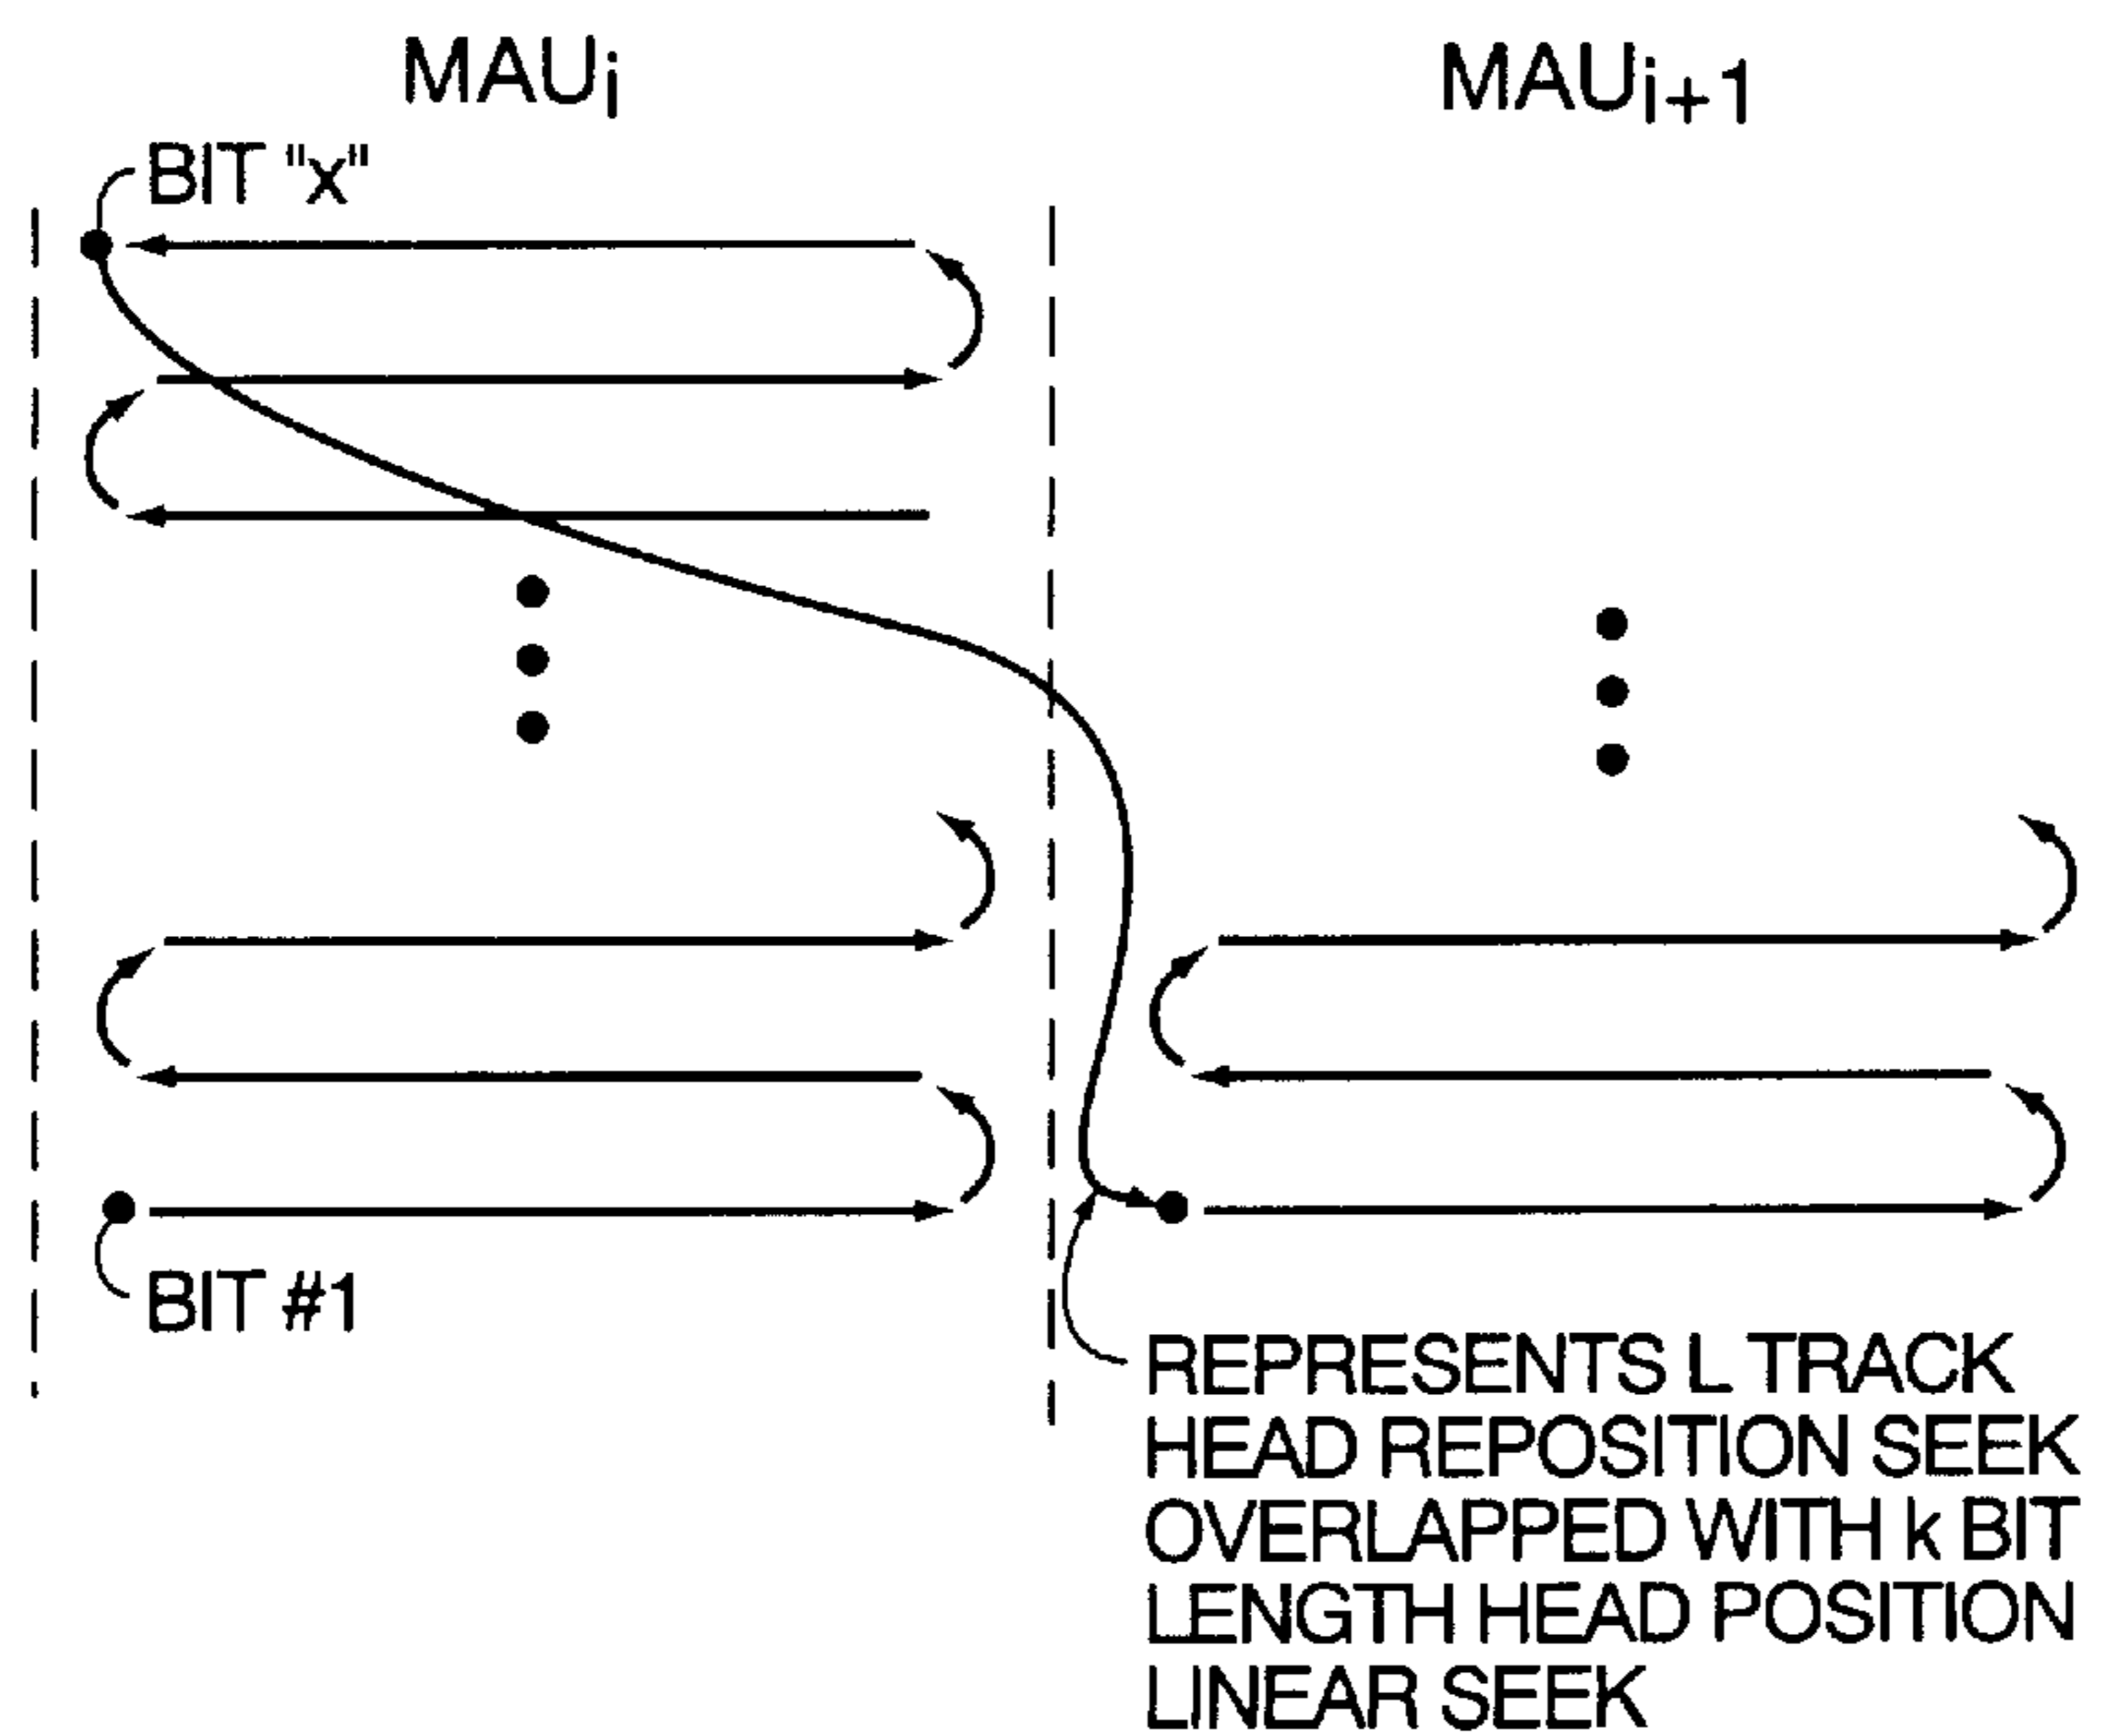 MAUi
MAUi+1
BIT "x"
BIT #1
REPRESENTS L TRACK
HEAD REPOSITION SEEK
OVERLAPPED WITH k BIT
LENGTH HEAD POSITION
LINEAR SEEK